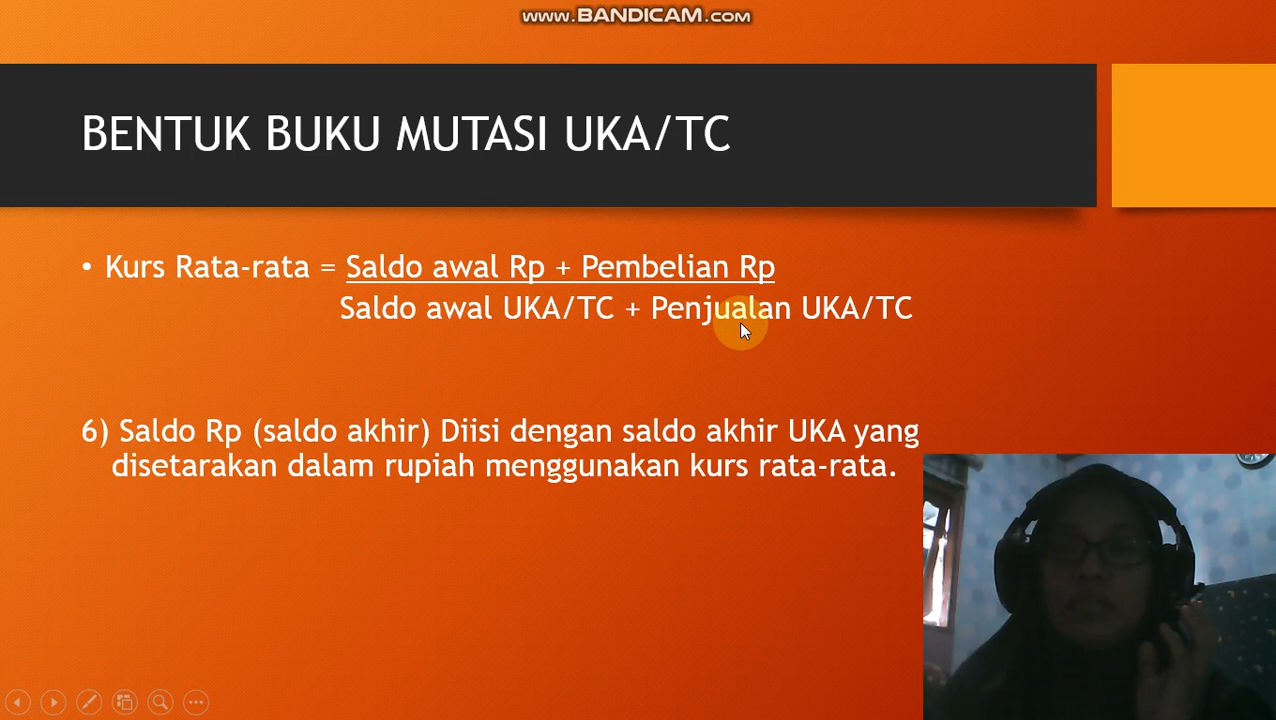 www.BANDICAM.com
BENTUK BUKU MUTASI UKA/TC
• Kurs Rata-rata = Saldo awal Rp + Pembelian Rp
Saldo awal UKA/TC + Penjualan UKA/TC
6) Saldo Rp (saldo akhir) Diisi dengan saldo akhir UKA yang
disetarakan dalam rupiah menggunakan kurs rata-rata.